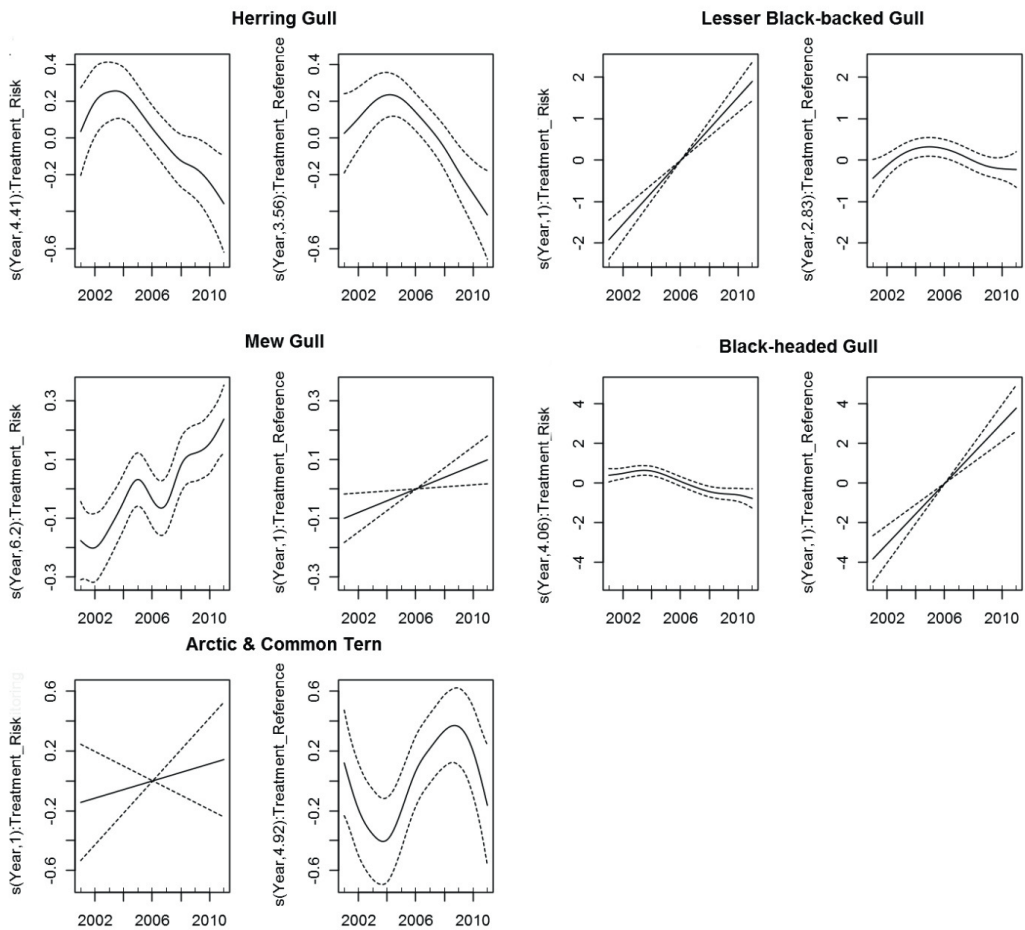 Herring Gull
s(Year,4.41):Treatment_Risk
0.4
0.2
0.0
-0.2
-0.6
2002 2006 2010
s(Year,3.56):Treatment_Reference
0.4
0.2
0.0
-0.2
-0.6
2002 2006 2010
Lesser Black-backed Gull
s(Year,1):Treatment_Risk
2
1
0
-1
-2
2002 2006 2010
s(Year,2.83):Treatment_Reference
2
1
0
-1
-2
2002 2006 2010
Mew Gull
s(Year,6.2):Treatment_Risk
0.3
0.1
-0.1
-0.3
2002 2006 2010
s(Year,1):Treatment_Reference
0.3
0.1
-0.1
-0.3
2002 2006 2010
Black-headed Gull
s(Year,4.06):Treatment_Risk
4
2
0
-2
-4
2002 2006 2010
s(Year,1):Treatment_Reference
4
2
0
-2
-4
2002 2006 2010
Arctic & Common Tern
s(Year,1):Treatment_Risk
0.6
0.2
-0.2
-0.6
2002 2006 2010
s(Year,4.92):Treatment_Reference
0.6
0.2
-0.2
-0.6
2002 2006 2010